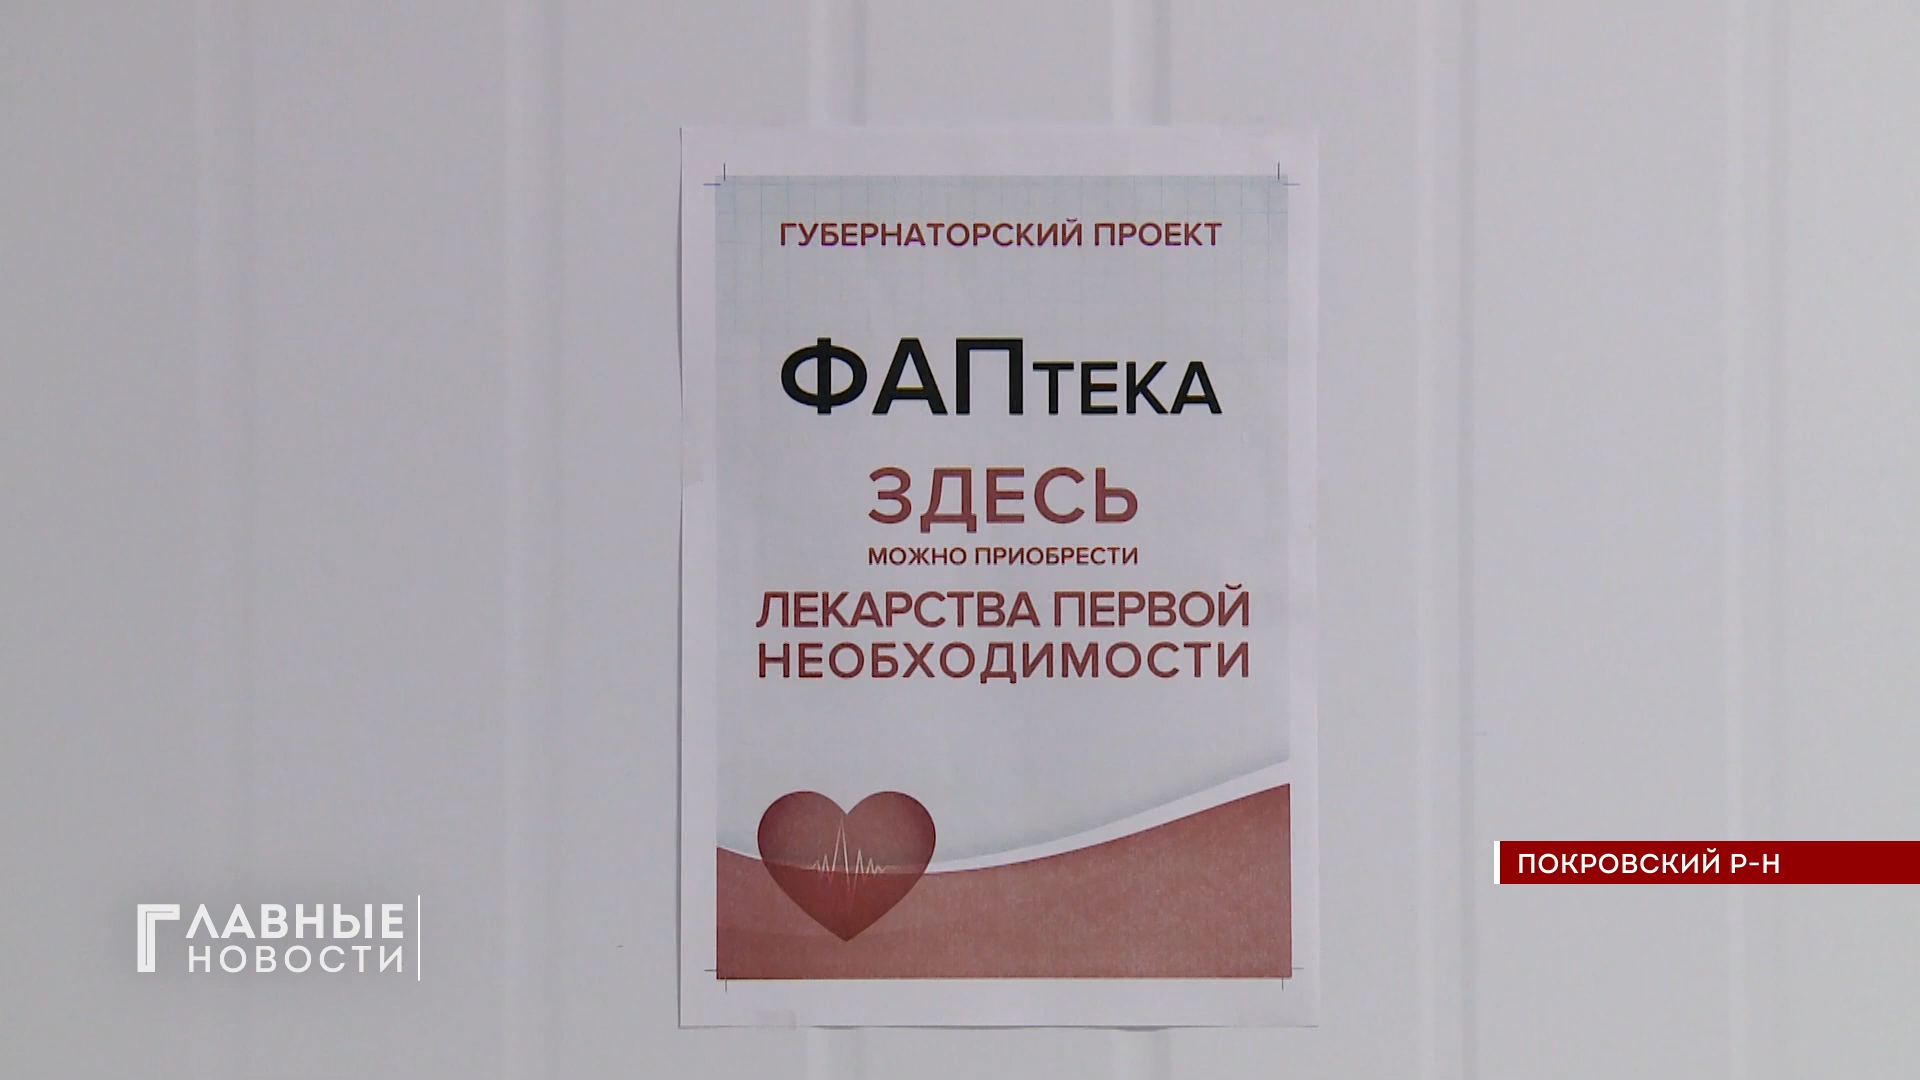 ГУБЕРНАТОРСКИЙ ПРОЕКТ
ФАПТЕКА
ЗДЕСЬ
МОЖНО ПРИОБРЕСТИ
ЛЕКАРСТВА ПЕРВОЙ
НЕОБХОДИМОСТИ
ПОКРОВСКИЙ Р-Н
ГЛАВНЫЕ
НОВОСТИ